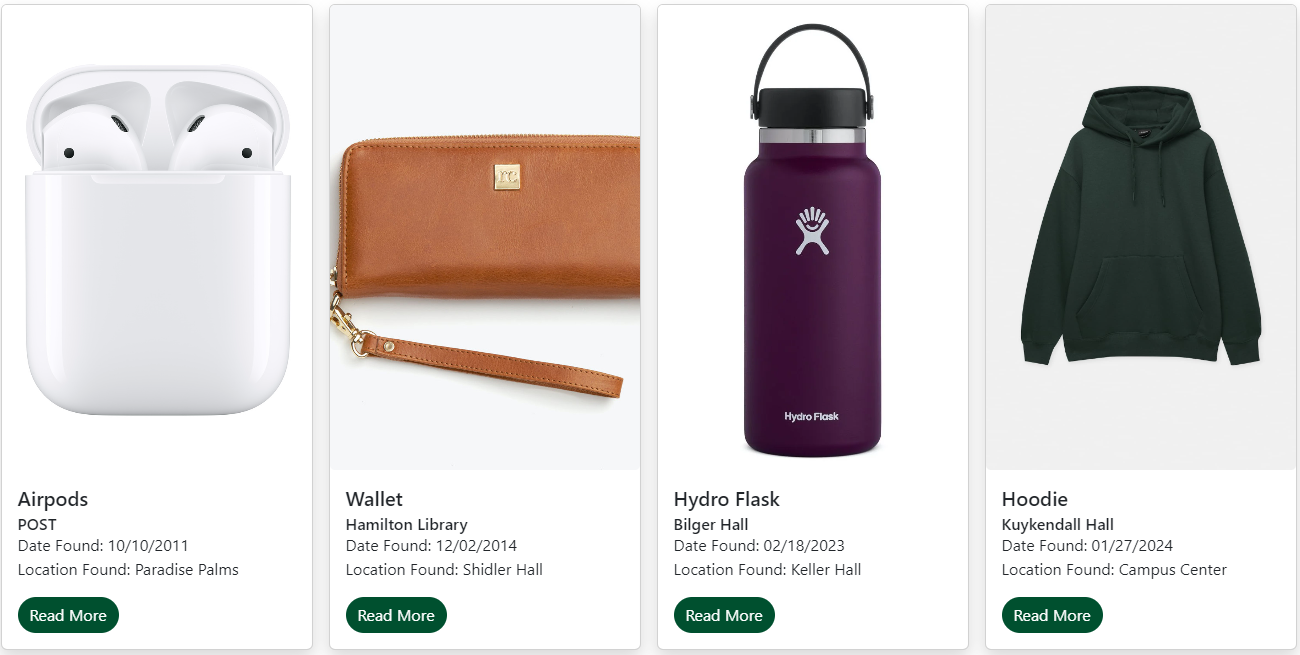 rc
Hydro Flask
Airpods
POST
Date Found: 10/10/2011
Location Found: Paradise Palms
Read More
Wallet
Hamilton Library
Date Found: 12/02/2014
Location Found: Shidler Hall
Read More
Hydro Flask
Bilger Hall
Date Found: 02/18/2023
Location Found: Keller Hall
Read More
Hoodie
Kuykendall Hall
Date Found: 01/27/2024
Location Found: Campus Center
Read More